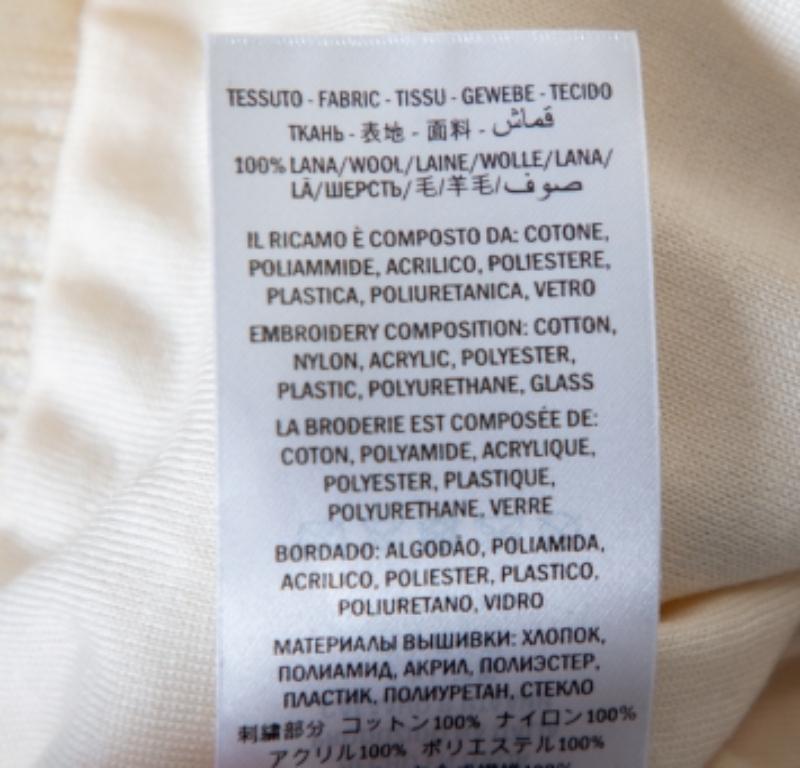 TESSUTO - FABRIC - TISSU - GEWEBE - TECIDO
ТКАНЬ - 表地 - 面料 - قماش
100% LANA/WOOL/LAINE/WOLLE/LANA/
LÃ/ШЕРСТЬ/毛/羊毛/صوف
IL RICAMO È COMPOSTO DA: COTONE,
POLIAMMIDE, ACRILICO, POLIESTERE,
PLASTICA, POLIURETANICA, VETRO
EMBROIDERY COMPOSITION: COTTON,
NYLON, ACRYLIC, POLYESTER,
PLASTIC, POLYURETHANE, GLASS
LA BRODERIE EST COMPOSÉE DE:
COTON, POLYAMIDE, ACRYLIQUE,
POLYESTER, PLASTIQUE,
POLYURETHANE, VERRE
BORDADO: ALGODÃO, POLIAMIDA,
ACRILICO, POLIESTER, PLASTICO,
POLIURETANO, VIDRO
МАТЕРИАЛЫ ВЫШИВКИ: ХЛОПОК,
ПОЛИАМИД, АКРИЛ, ПОЛИЭСТЕР,
ПЛАСТИК, ПОЛИУРЕТАН, СТЕКЛО
刺繍部分 コットン100% ナイロン100%
アクリル100% ポリエステル100%